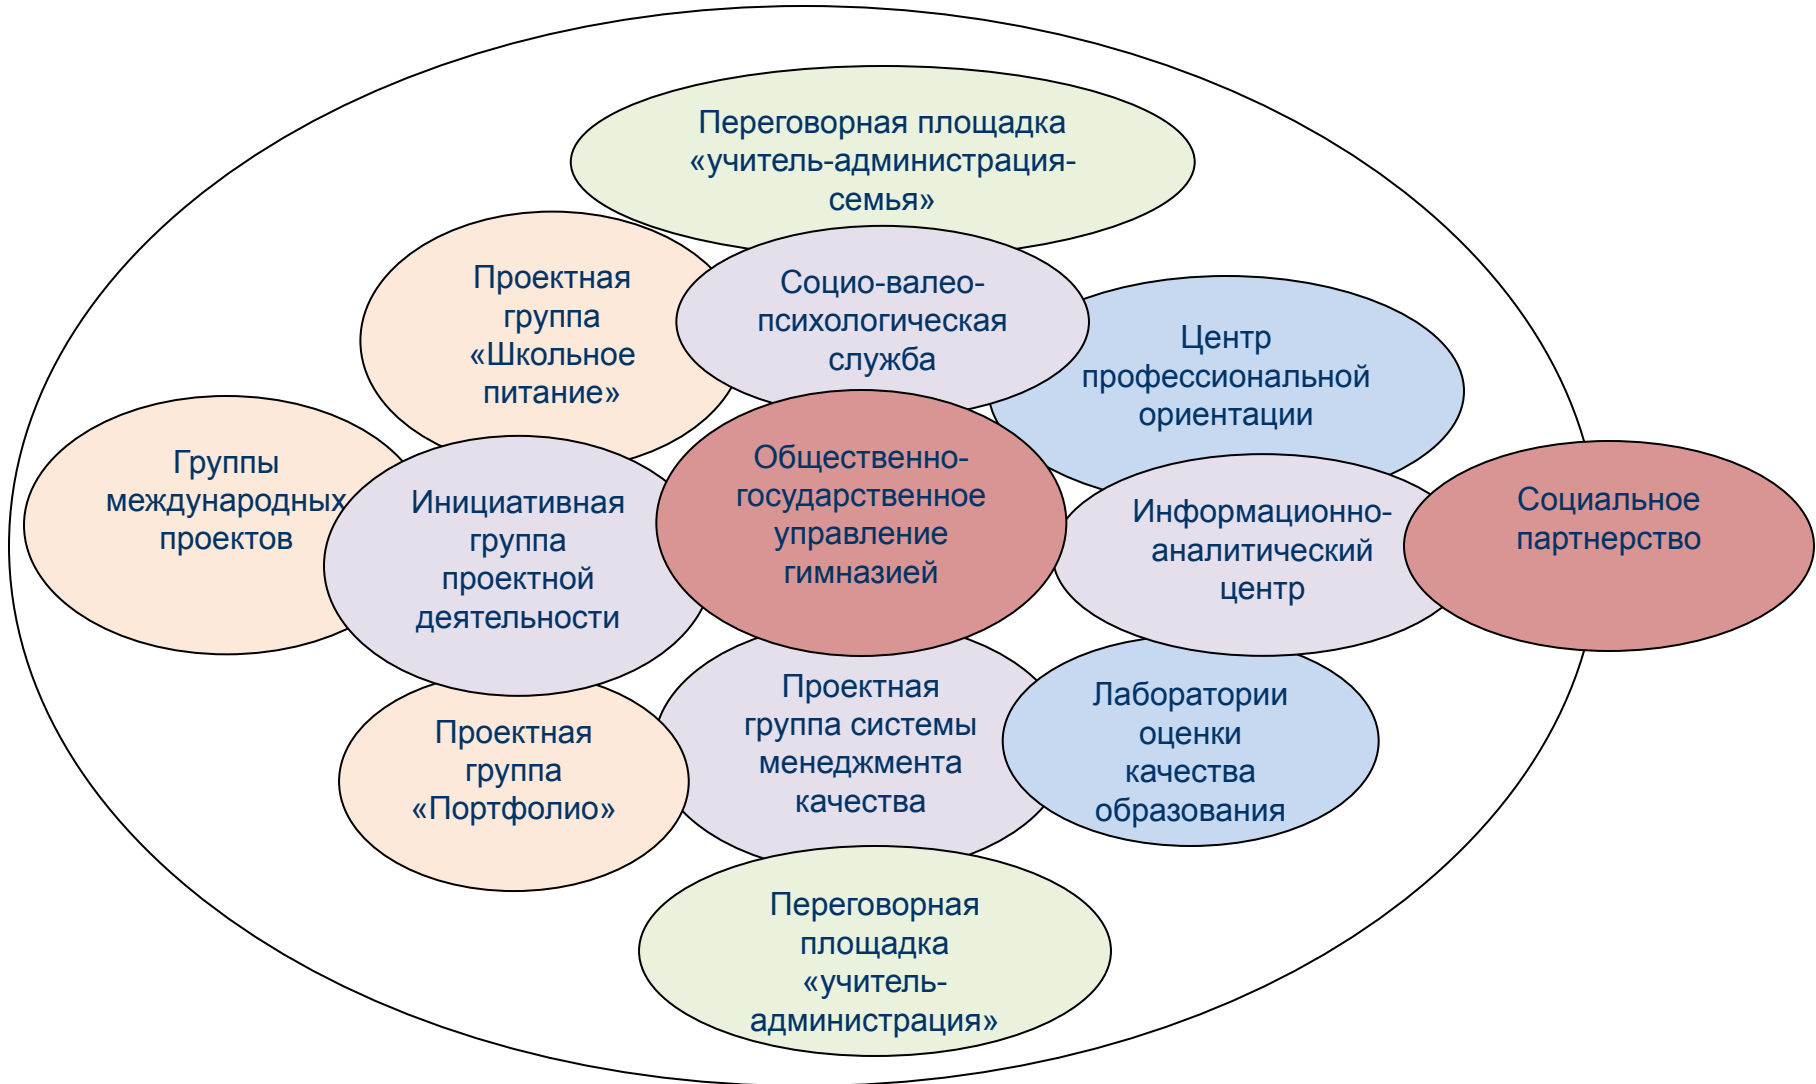 Переговорная площадка
«учитель-администрация-
семья»
Проектная
группа
«Школьное
питание»
Социо-валео-
психологическая
служба
Центр
профессиональной
ориентации
Группы
международных
проектов
Инициативная
группа
проектной
деятельности
Общественно-
государственное
управление
гимназией
Информационно-
аналитический
центр
Социальное
партнерство
Проектная
группа
«Портфолио»
Проектная
группа системы
менеджмента
качества
Лаборатории
оценки
качества
образования
Переговорная
площадка
«учитель-
администрация»